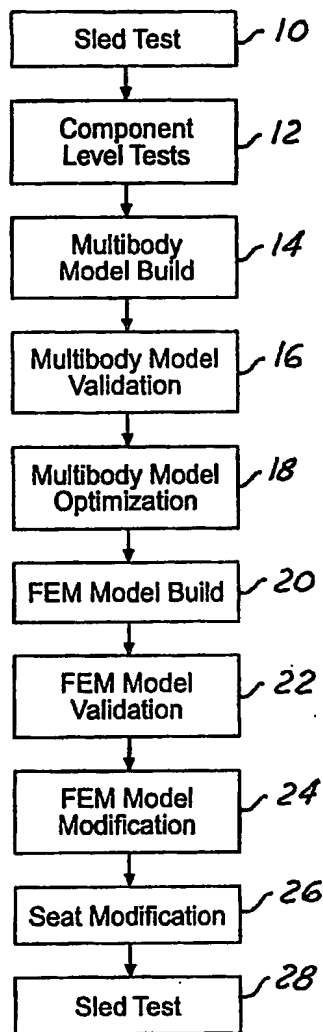 Sled Test
10
Component
Level Tests
12
Multibody
Model Build
14
Multibody Model
Validation
16
Multibody Model
Optimization
18
FEM Model Build
20
FEM Model
Validation
22
FEM Model
Modification
24
Seat Modification
26
Sled Test
28